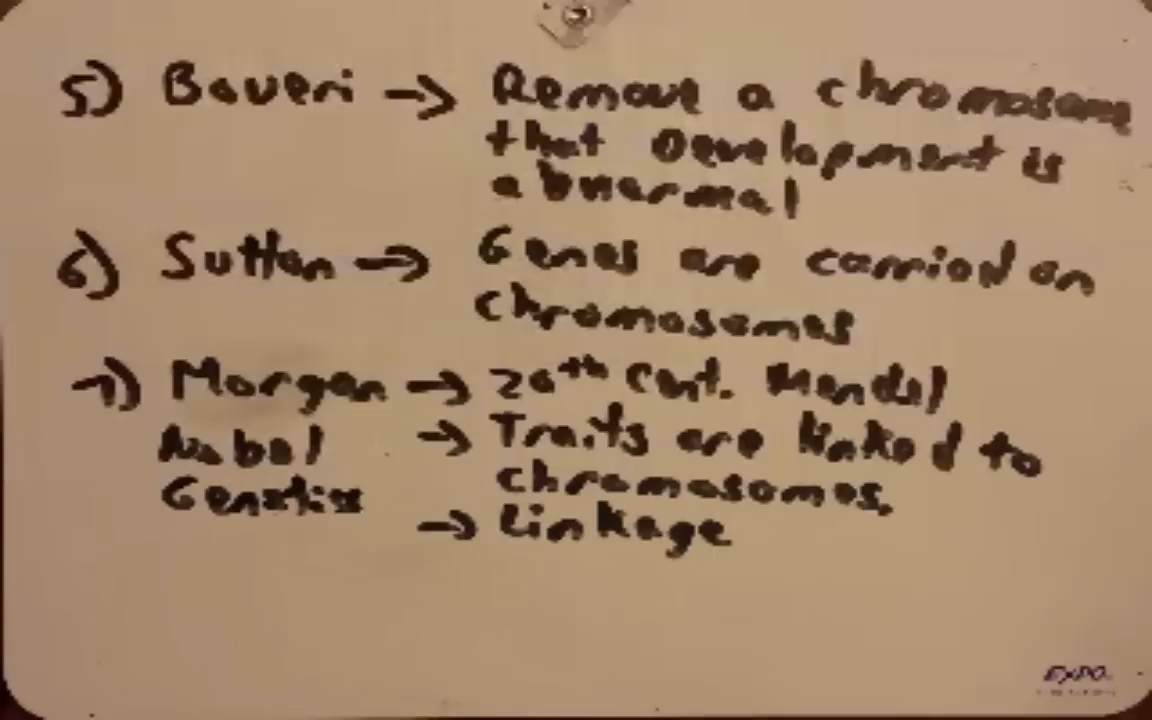 5) Boveri → Remove a chromosome
that Development is
abnormal
6) Sutton → Genes are carried on
chromosomes
7) Morgan → 20th Cent. Mendel
Nobel → Traits are linked to
Genetics chromosomes.
→ Linkage
EXPO